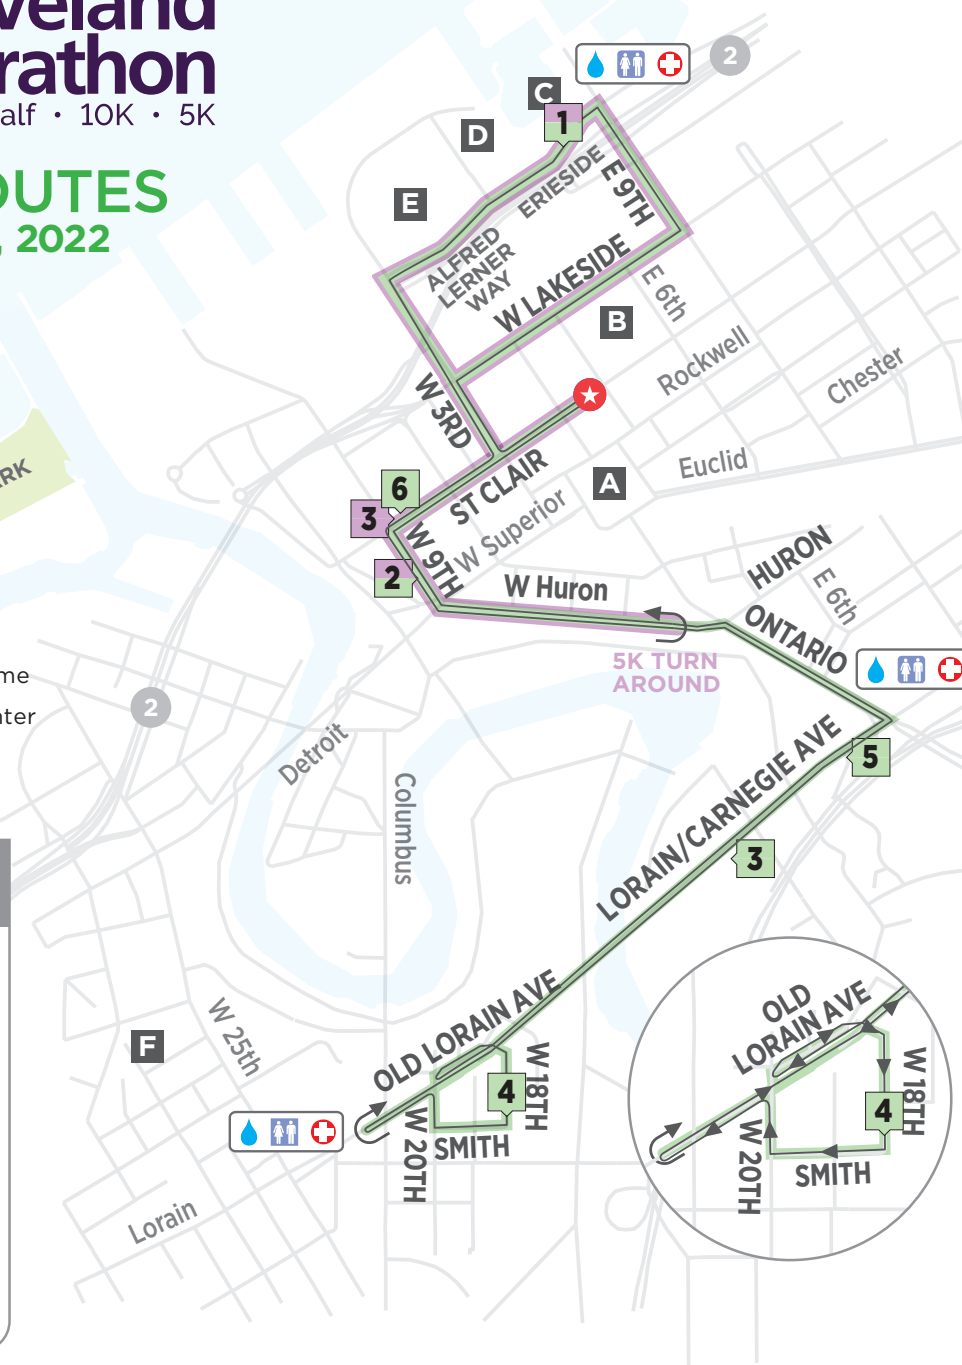 veland
rathon
alf • 10K • 5K
OUTES
, 2022
2
C
1
D
E
ERIESIDE
E 9TH
ALFRED
LERNER
WAY
W LAKESIDE
E 6th
B
Rockwell
Chester
W 3RD
ST CLAIR
A
Euclid
RK
6
3
W Superior
W 9TH
2
W Huron
HURON
E 6th
ONTARIO
5K TURN
AROUND
me
nter
2
Detroit
Columbus
LORAIN/CARNEGIE AVE
5
3
OLD LORAIN AVE
W 25th
F
4
W 18TH
W 20TH
SMITH
Lorain
OLD
LORAIN AVE
W 18TH
4
W 20TH
SMITH